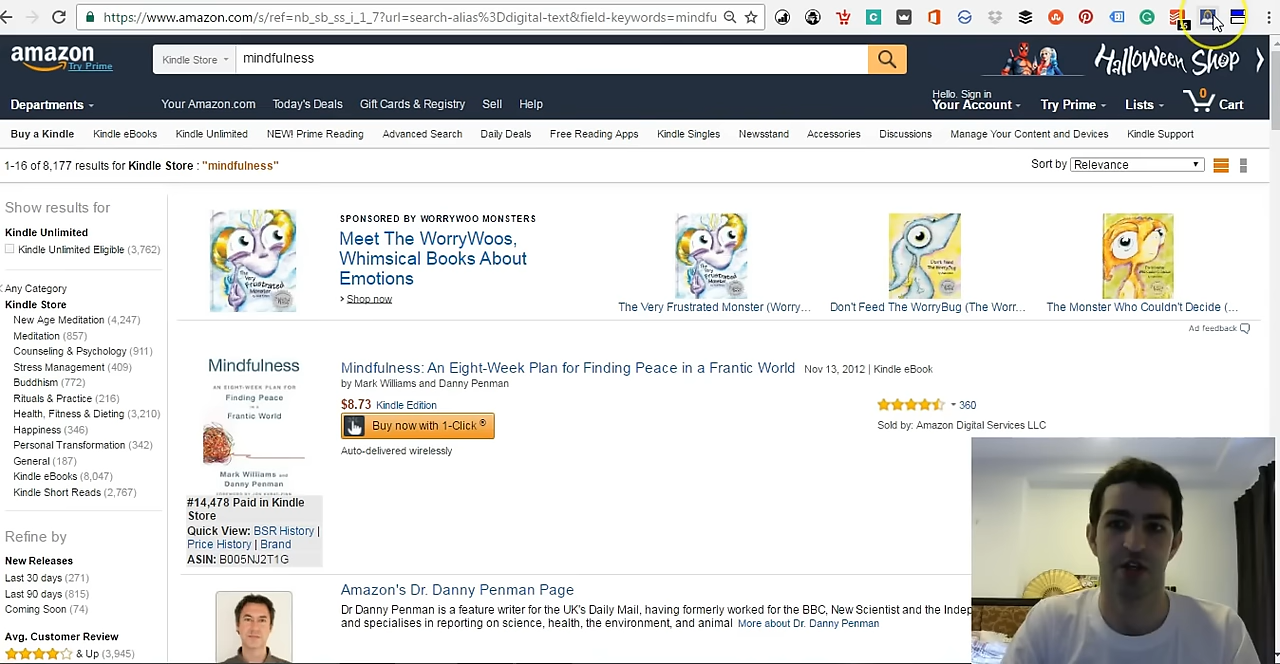 https://www.amazon.com/s/ref=nb_sb_ss_i_1_7?url=search-alias%3Ddigital-text&field-keywords=mindfu
15
amazon
Try Prime
Kindle Store
mindfulness
Halloween Shop
Departments
Your Amazon.com
Today's Deals
Gift Cards & Registry
Sell
Help
Hello. Sign in
Your Account
Try Prime
Lists
0
Cart
Buy a Kindle
Kindle eBooks
Kindle Unlimited
NEW! Prime Reading
Advanced Search
Daily Deals
Free Reading Apps
Kindle Singles
Newsstand
Accessories
Discussions
Manage Your Content and Devices
Kindle Support
1-16 of 8,177 results for Kindle Store : "mindfulness"
Sort by Relevance
Show results for
Kindle Unlimited
Kindle Unlimited Eligible (3,762)
Any Category
Kindle Store
New Age Meditation (4,247)
Meditation (857)
Counseling & Psychology (911)
Stress Management (409)
Buddhism (772)
Rituals & Practice (216)
Health, Fitness & Dieting (3,210)
Happiness (346)
Personal Transformation (342)
General (187)
Kindle eBooks (8,047)
Kindle Short Reads (2,767)
Refine by
New Releases
Last 30 days (271)
Last 90 days (815)
Coming Soon (74)
Avg. Customer Review
& Up (3,945)
SPONSORED BY WORRYWOO MONSTERS
Meet The WorryWoos,
Whimsical Books About
Emotions
Shop now
The Very Frustrated Monster (Worry...
Don't Feed The WorryBug (The Worr...
The Monster Who Couldn't Decide (...
Ad feedback
Mindfulness
AN EIGHT-WEEK PLAN FOR
Finding Peace
IN A
Frantic World
Mark Williams and
Danny Penman
#14,478 Paid in Kindle
Store
Quick View: BSR History |
Price History | Brand
ASIN: B005NJ2T1G
Mindfulness: An Eight-Week Plan for Finding Peace in a Frantic World Nov 13, 2012 | Kindle eBook
by Mark Williams and Danny Penman
$8.73 Kindle Edition
Buy now with 1-Click ®
Auto-delivered wirelessly
360
Sold by: Amazon Digital Services LLC
Amazon's Dr. Danny Penman Page
Dr Danny Penman is a feature writer for the UK's Daily Mail, having formerly worked for the BBC, New Scientist and the Indep
and specialises in reporting on science, health, the environment, and animal More about Dr. Danny Penman